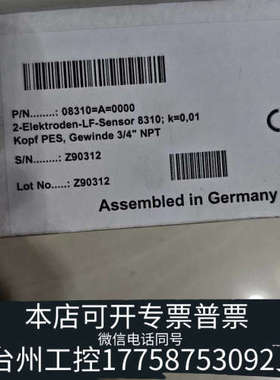 P/N........: 08310=A=0000
2-Elektroden-LF-Sensor 8310; k=0,01
Kopf PES, Gewinde 3/4" NPT
S/N........: Z90312
Lot No.....: Z90312
Assembled in Germany
本店可开专票普票
微信电话同号
台州工控17758753092